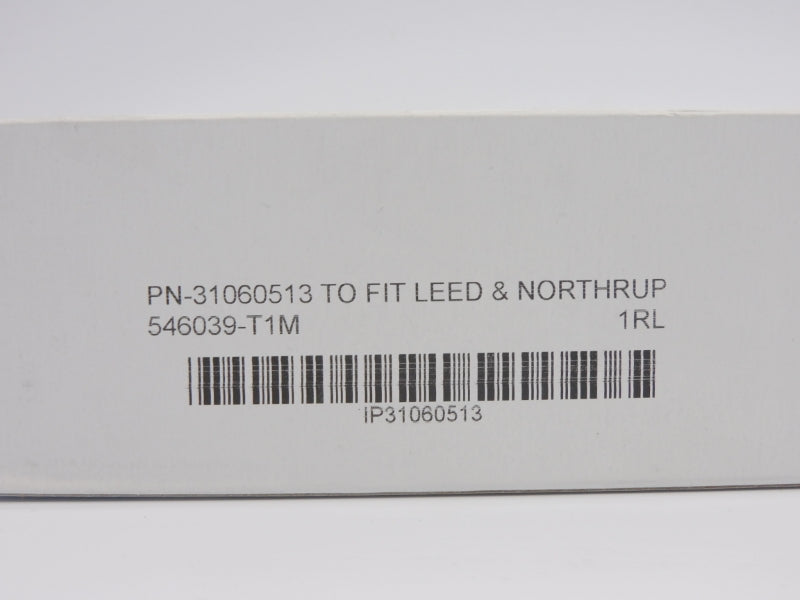 PN-31060513 TO FIT LEED & NORTHRUP
546039-T1M 1RL
IP31060513